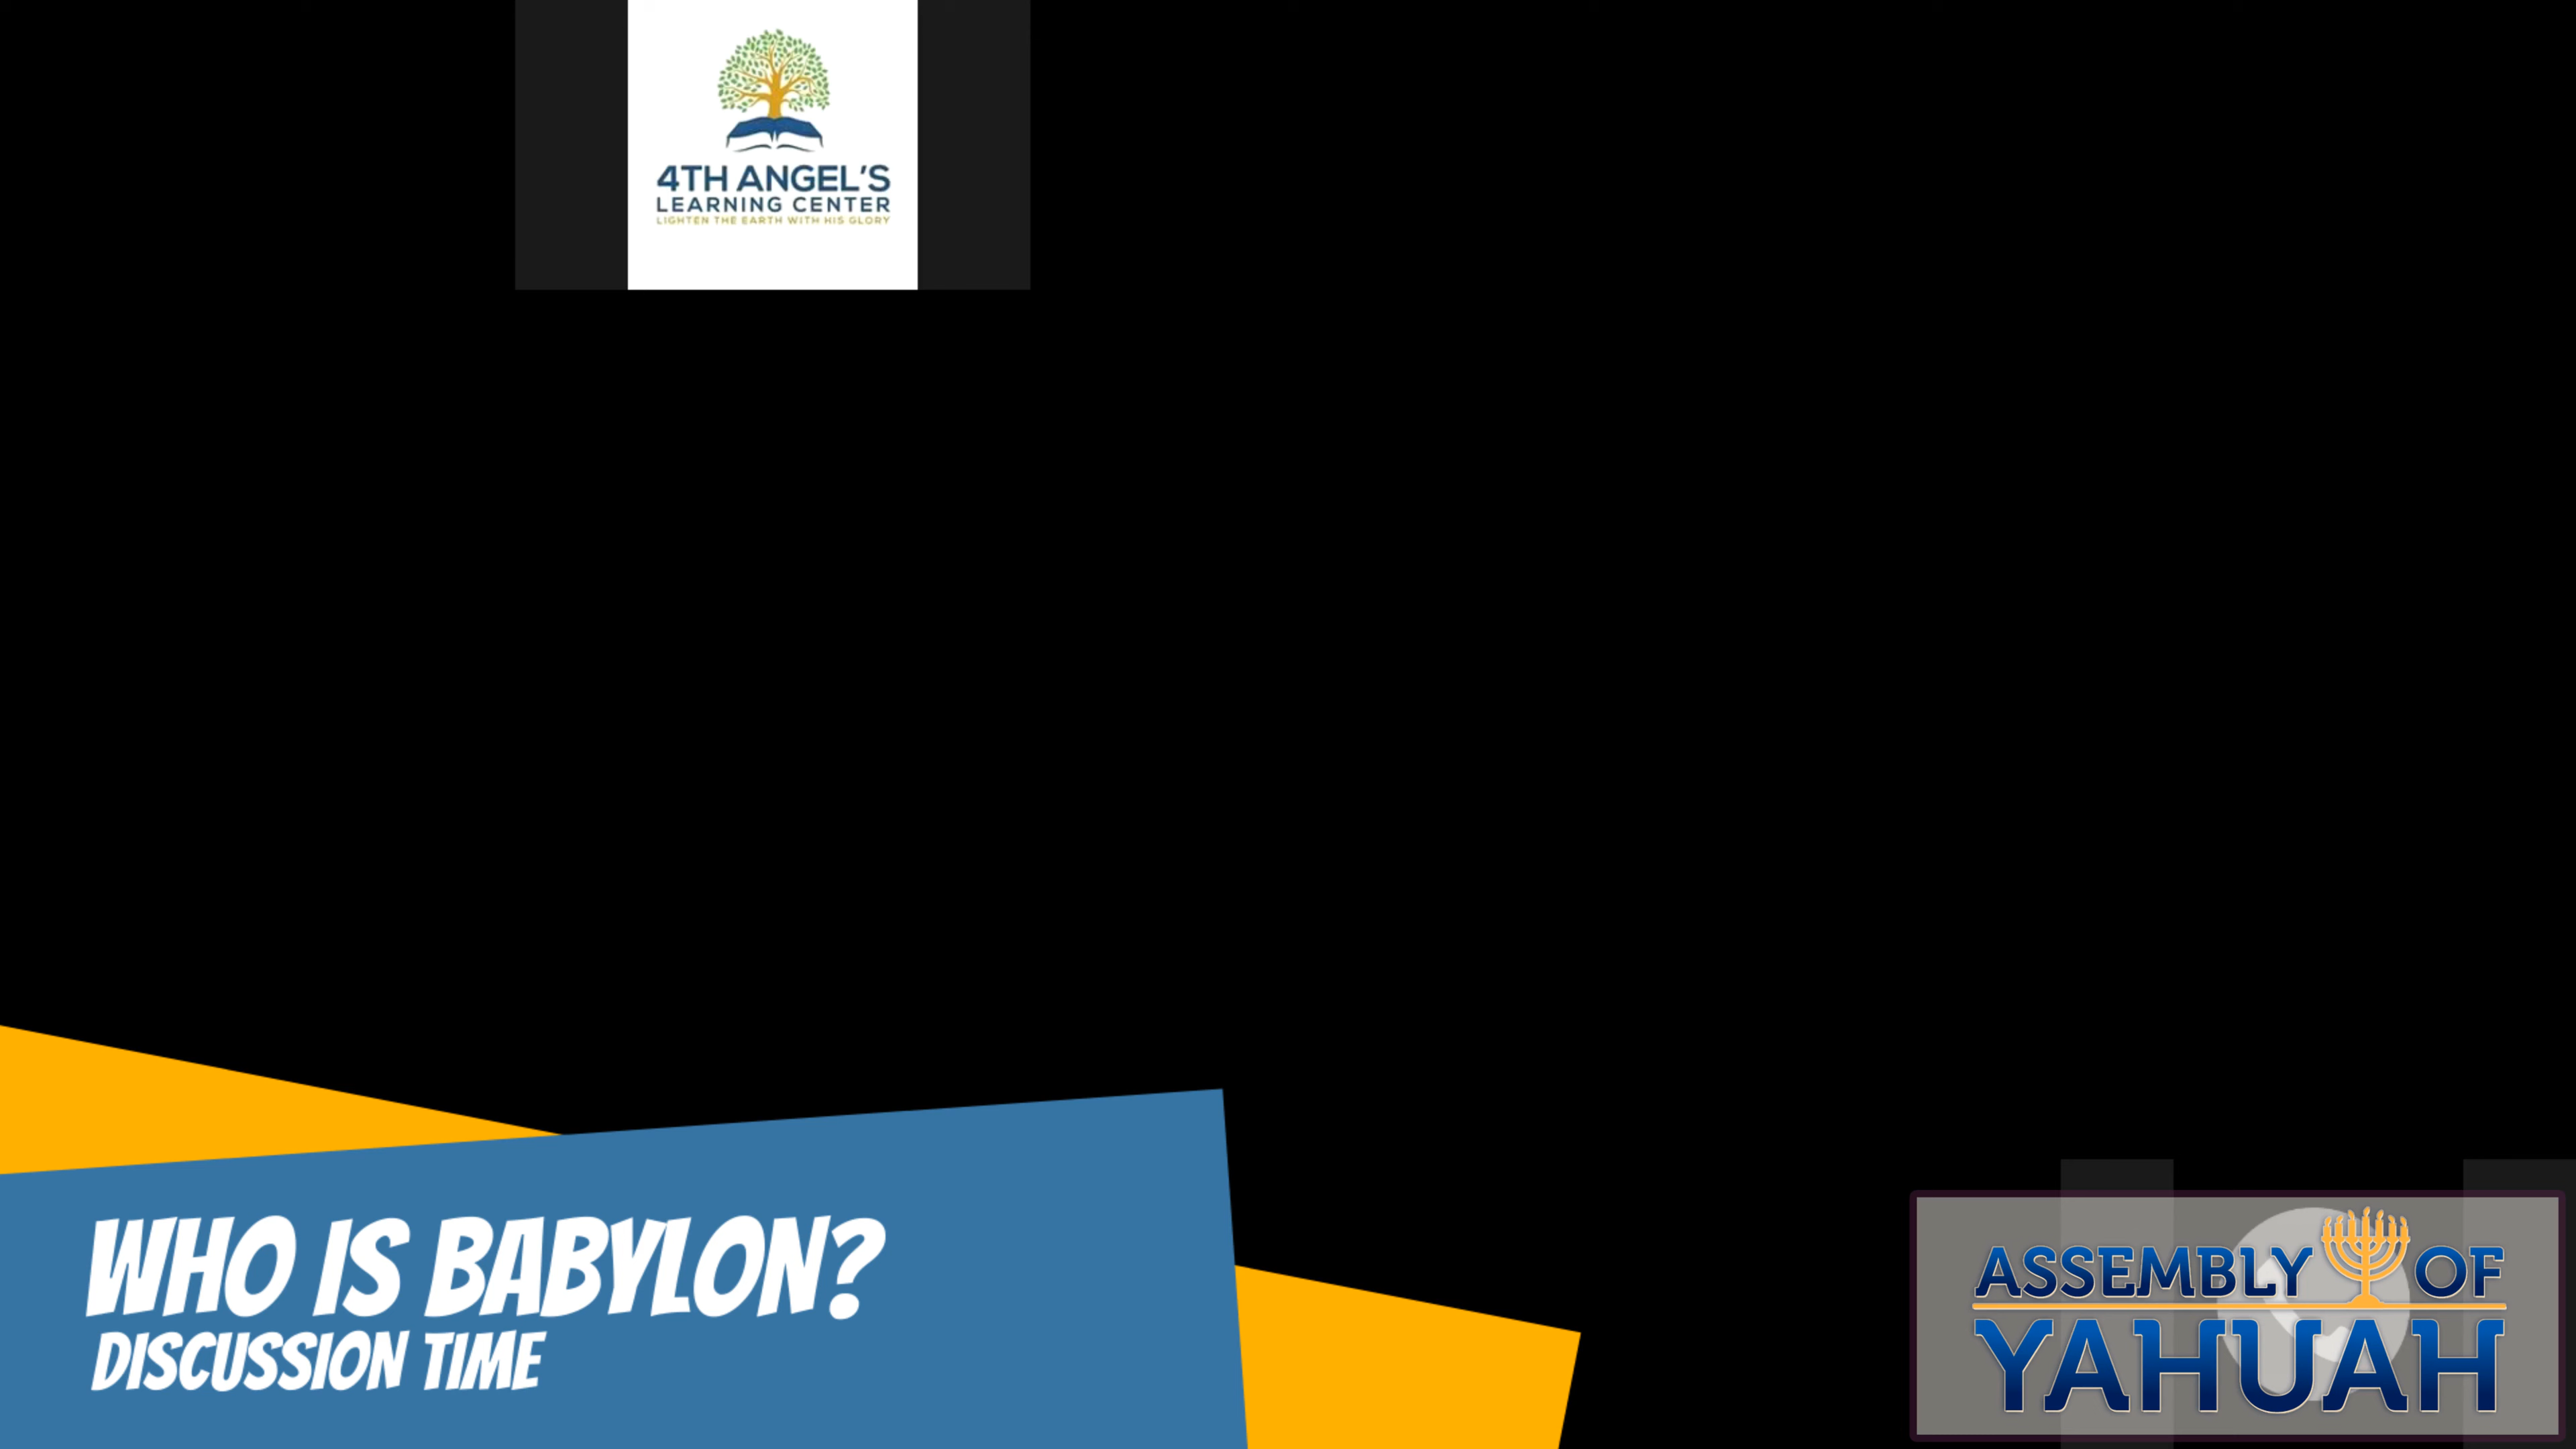 4TH ANGEL'S
LEARNING CENTER
LIGHTEN THE EARTH WITH HIS GLORY
WHO IS BABYLON?
DISCUSSION TIME
ASSEMBLY OF
YAHUAH